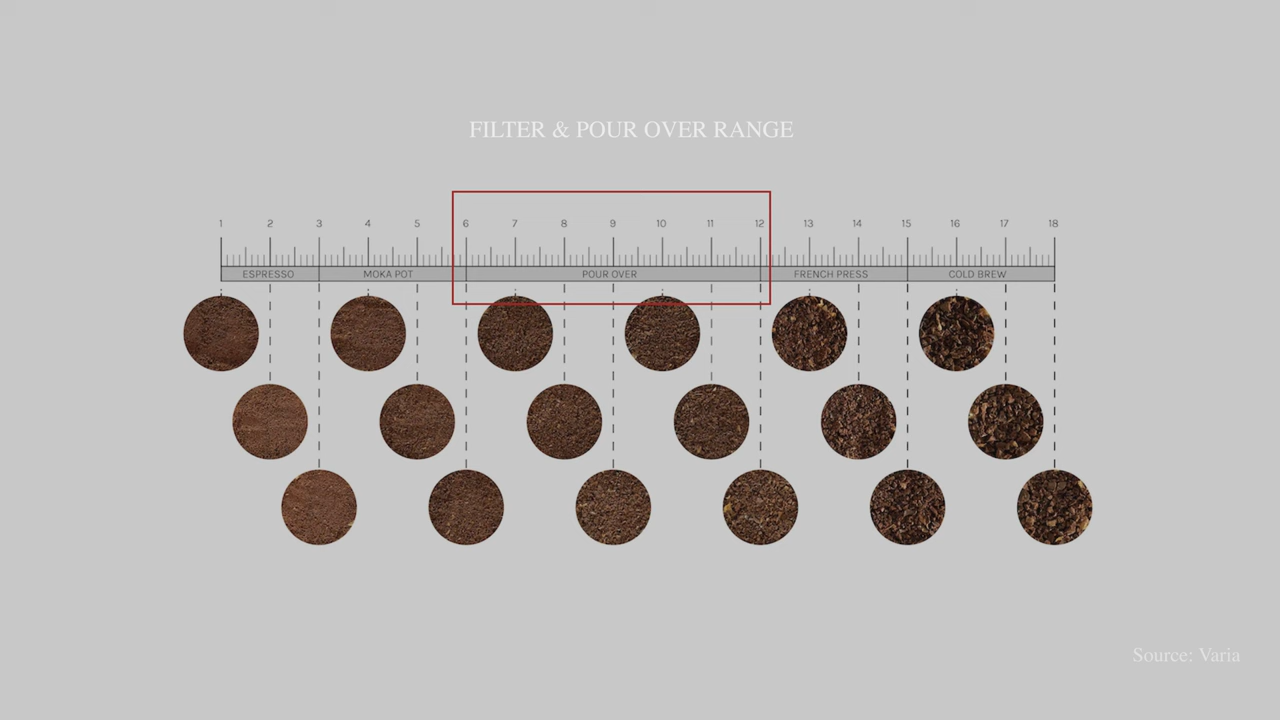 FILTER & POUR OVER RANGE
1 2 3 4 5 6 7 8 9 10 11 12 13 14 15 16 17 18
ESPRESSO MOKA POT POUR OVER FRENCH PRESS COLD BREW
Source: Varia